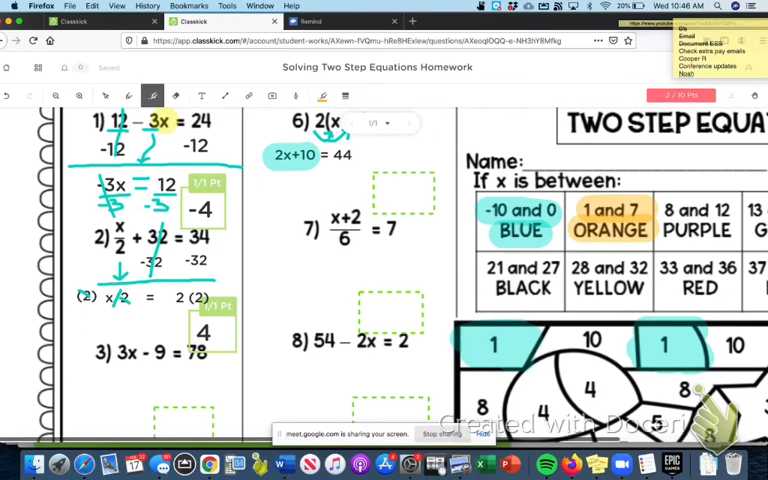 Firefox File Edit View History Bookmarks Tools Window Help
20% Wed 10:46 AM
Classkick
Classkick
Remind
https://www.classkick.com/#/account/student-works/AXewn-fVQmu-hRe8HExlew/questions/AXeoqIOQQ-e-NH3hY8Mfkg
0's
Email
Document ESS
Check extra pay emails
Cooper R
Conference updates
Noah
0
Saved
Solving Two Step Equations Homework
2 / 10 Pts
1) 12 - 3x = 24
-12 -12
-3x = 12
-3 -3
1/1 Pt
-4
2) x/2 + 32 = 34
-32 -32
(2) x/2 = 2 (2)
1/1 Pt
4
3) 3x - 9 = 78
6) 2(x
1/1
2x+10 = 44
7) x+2/6 = 7
8) 54 - 2x = 2
TWO STEP EQUA
Name:
If x is between:
-10 and 0 1 and 7 8 and 12 13
BLUE ORANGE PURPLE G
21 and 27 28 and 32 33 and 36 37
BLACK YELLOW RED
1 10 1 10
4 8
8 4 5 8
Created with Doceri
meet.google.com is sharing your screen. Stop sharing Hide